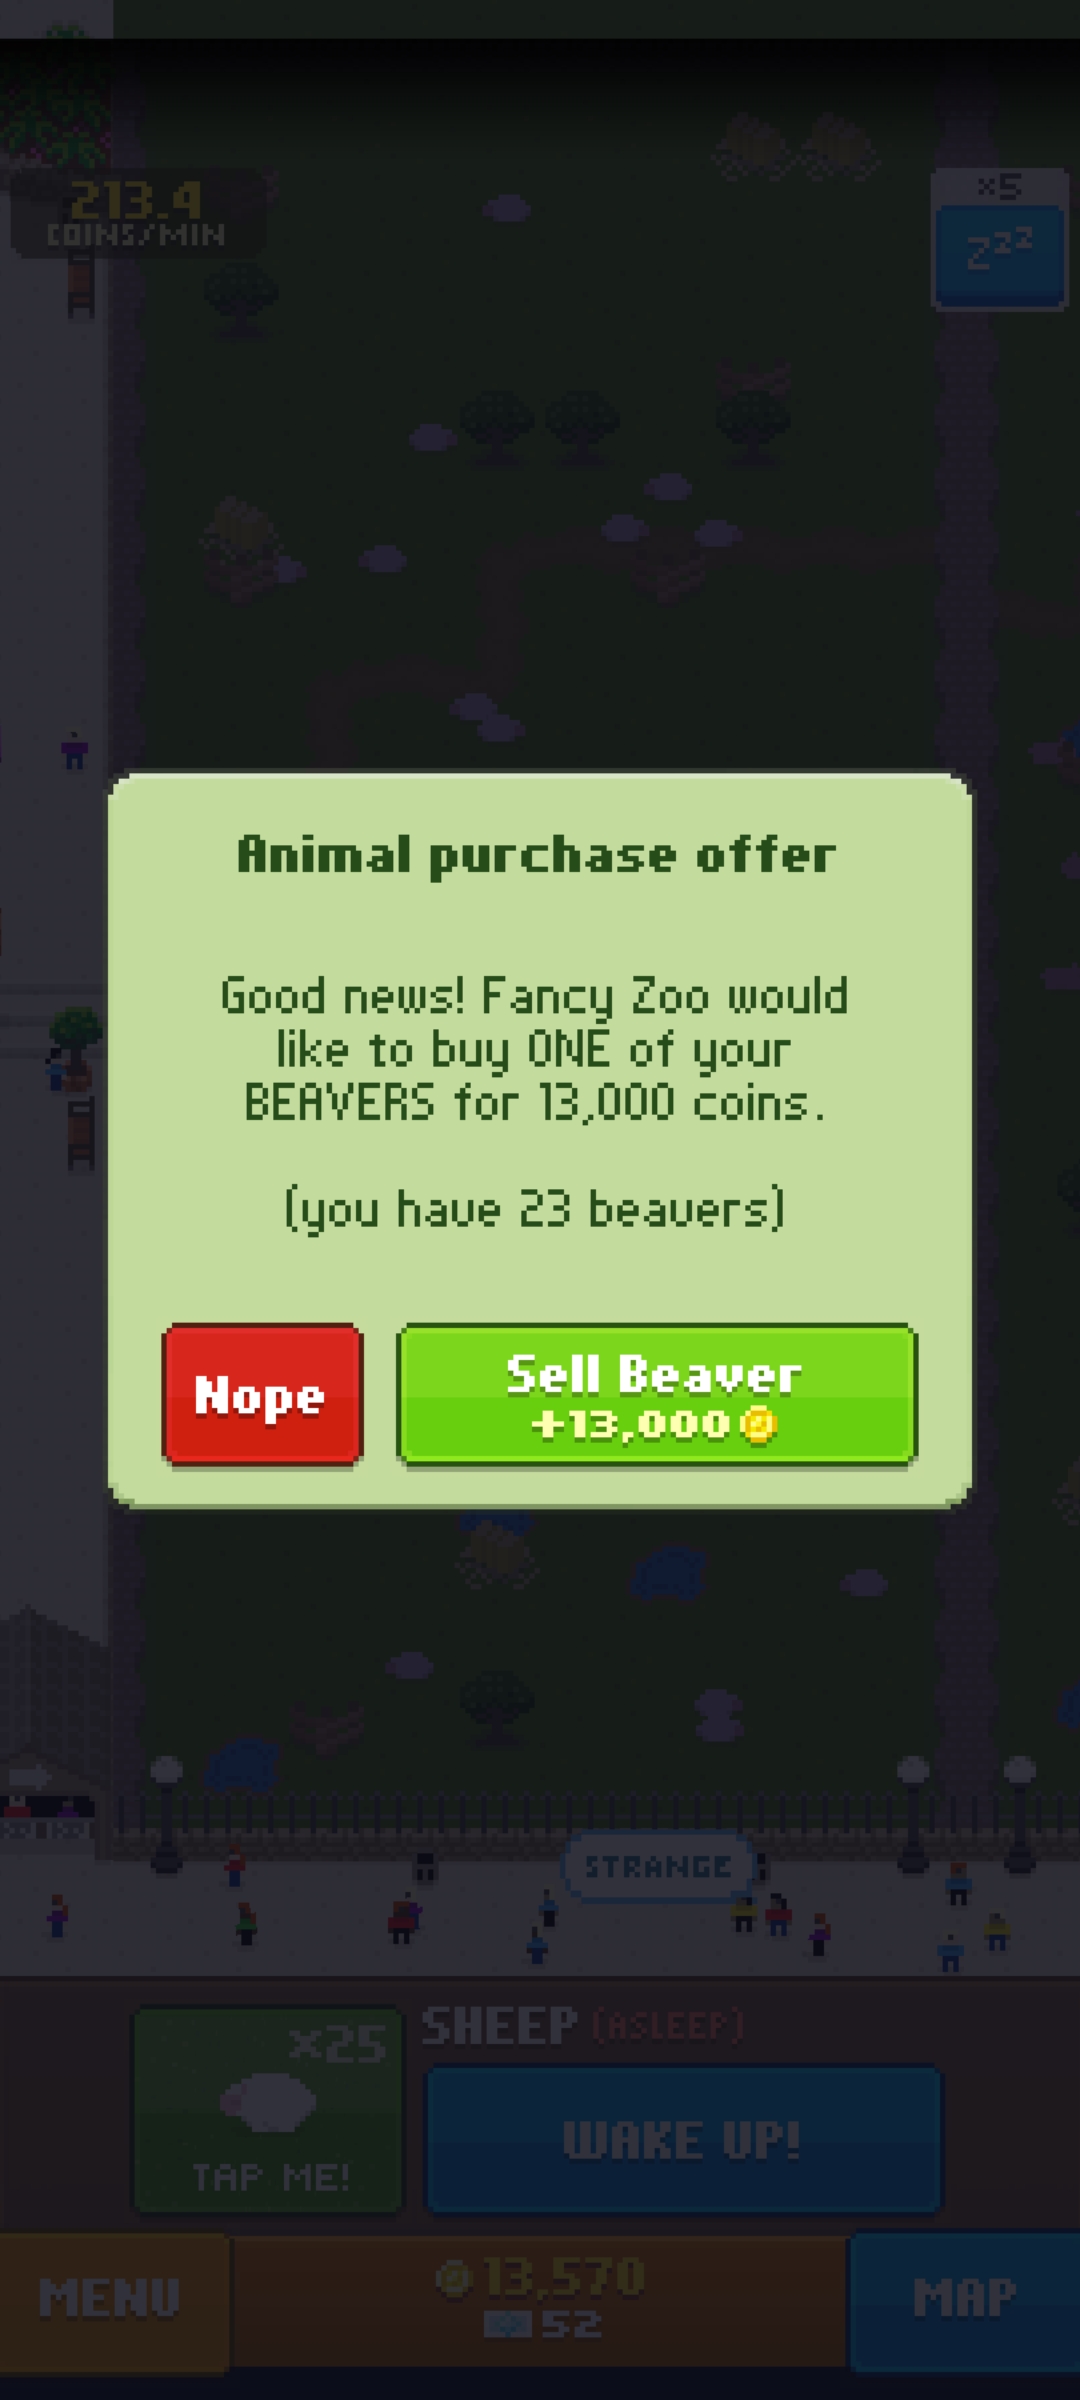 213.4
COINS/MIN
x5
Zzz
Animal purchase offer
Good news! Fancy Zoo would
like to buy ONE of your
BEAVERS for 13,000 coins.
(you have 23 beavers)
Nope
Sell Beaver
+13,000
STRANGE
x25
TAP ME!
SHEEP (ASLEEP)
WAKE UP!
MENU
13,570
52
MAP